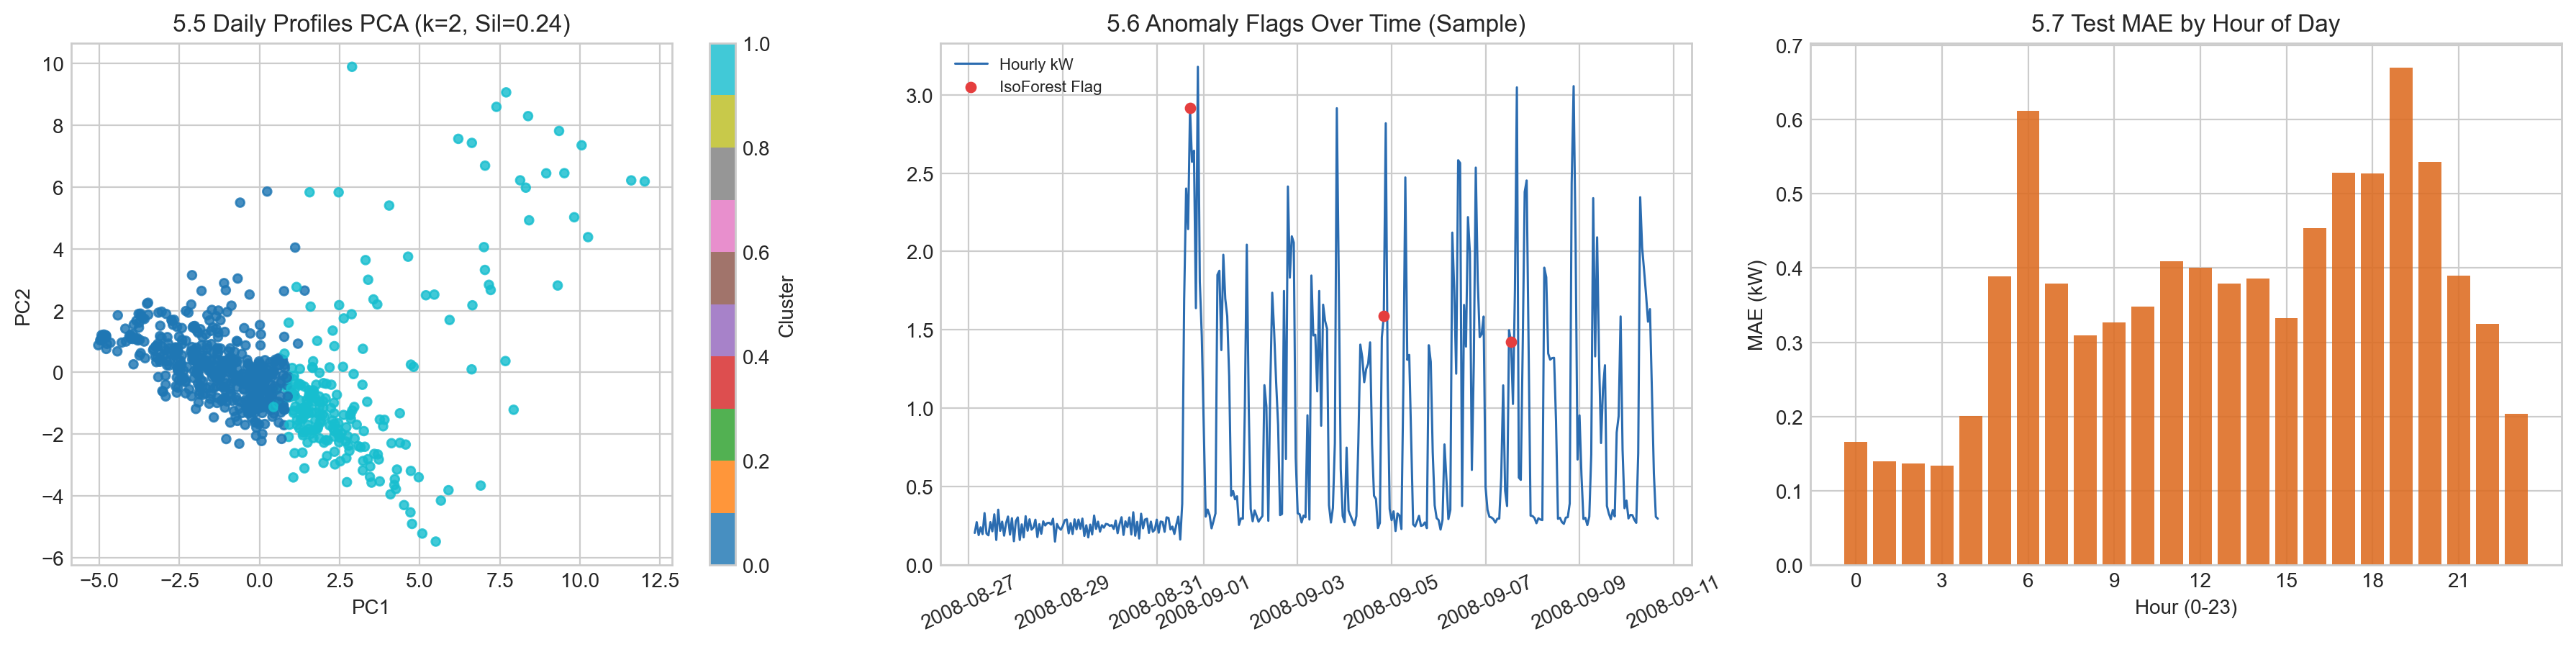 5.5 Daily Profiles PCA (k=2, Sil=0.24)
10
8
6
4
2
0
−2
−4
−6
PC2
−5.0 −2.5 0.0 2.5 5.0 7.5 10.0 12.5
PC1
1.0
0.8
0.6
0.4
0.2
0.0
Cluster
5.6 Anomaly Flags Over Time (Sample)
Hourly kW
IsoForest Flag
3.0
2.5
2.0
1.5
1.0
0.5
0.0
2008-08-27 2008-08-29 2008-08-31 2008-09-01 2008-09-03 2008-09-05 2008-09-07 2008-09-09 2008-09-11
5.7 Test MAE by Hour of Day
0.7
0.6
0.5
0.4
0.3
0.2
0.1
0.0
MAE (kW)
0 3 6 9 12 15 18 21
Hour (0-23)